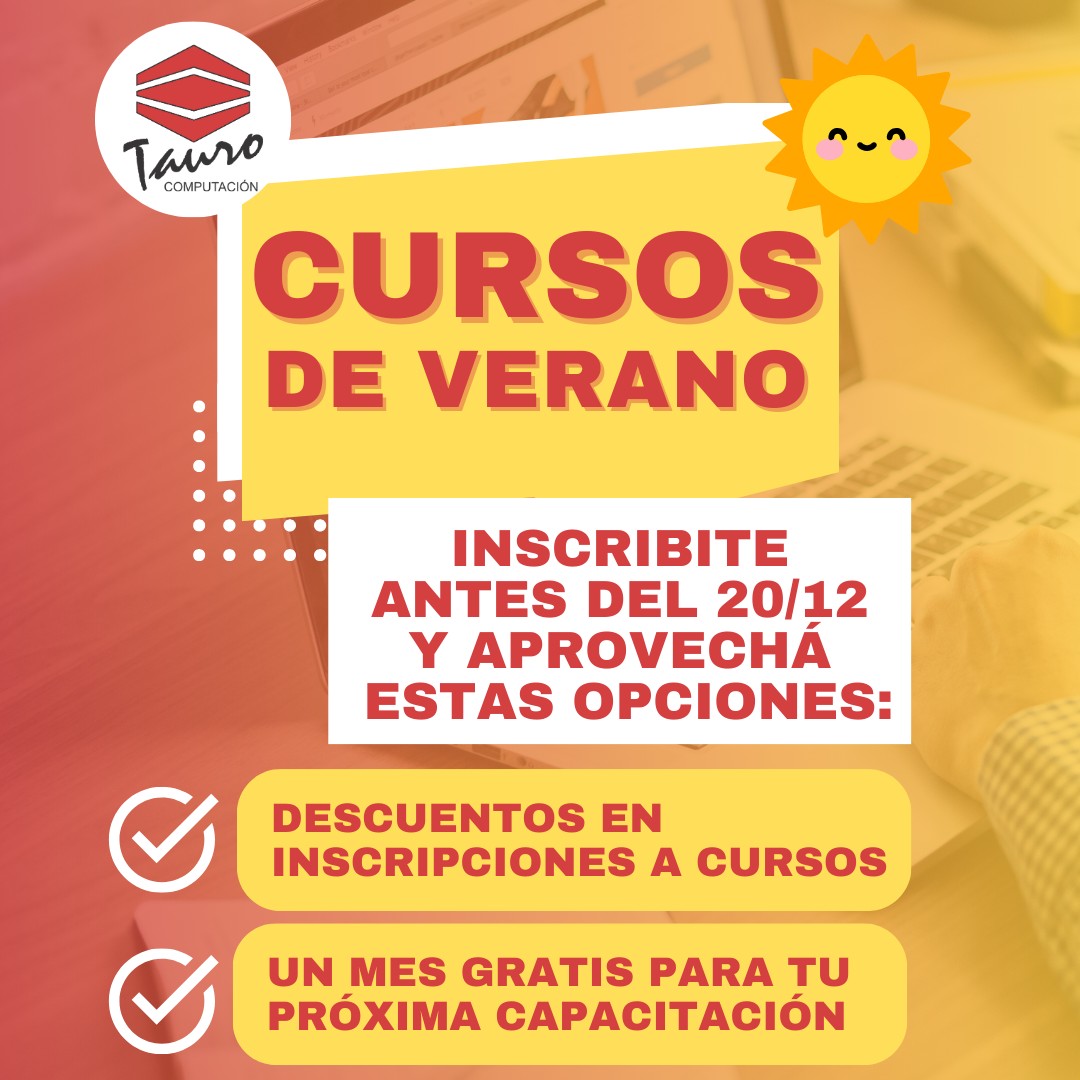 Tauro
COMPUTACIÓN
CURSOS
DE VERANO
INSCRIBITE
ANTES DEL 20/12
Y APROVECHÁ
ESTAS OPCIONES:
DESCUENTOS EN
INSCRIPCIONES A CURSOS
UN MES GRATIS PARA TU
PRÓXIMA CAPACITACIÓN